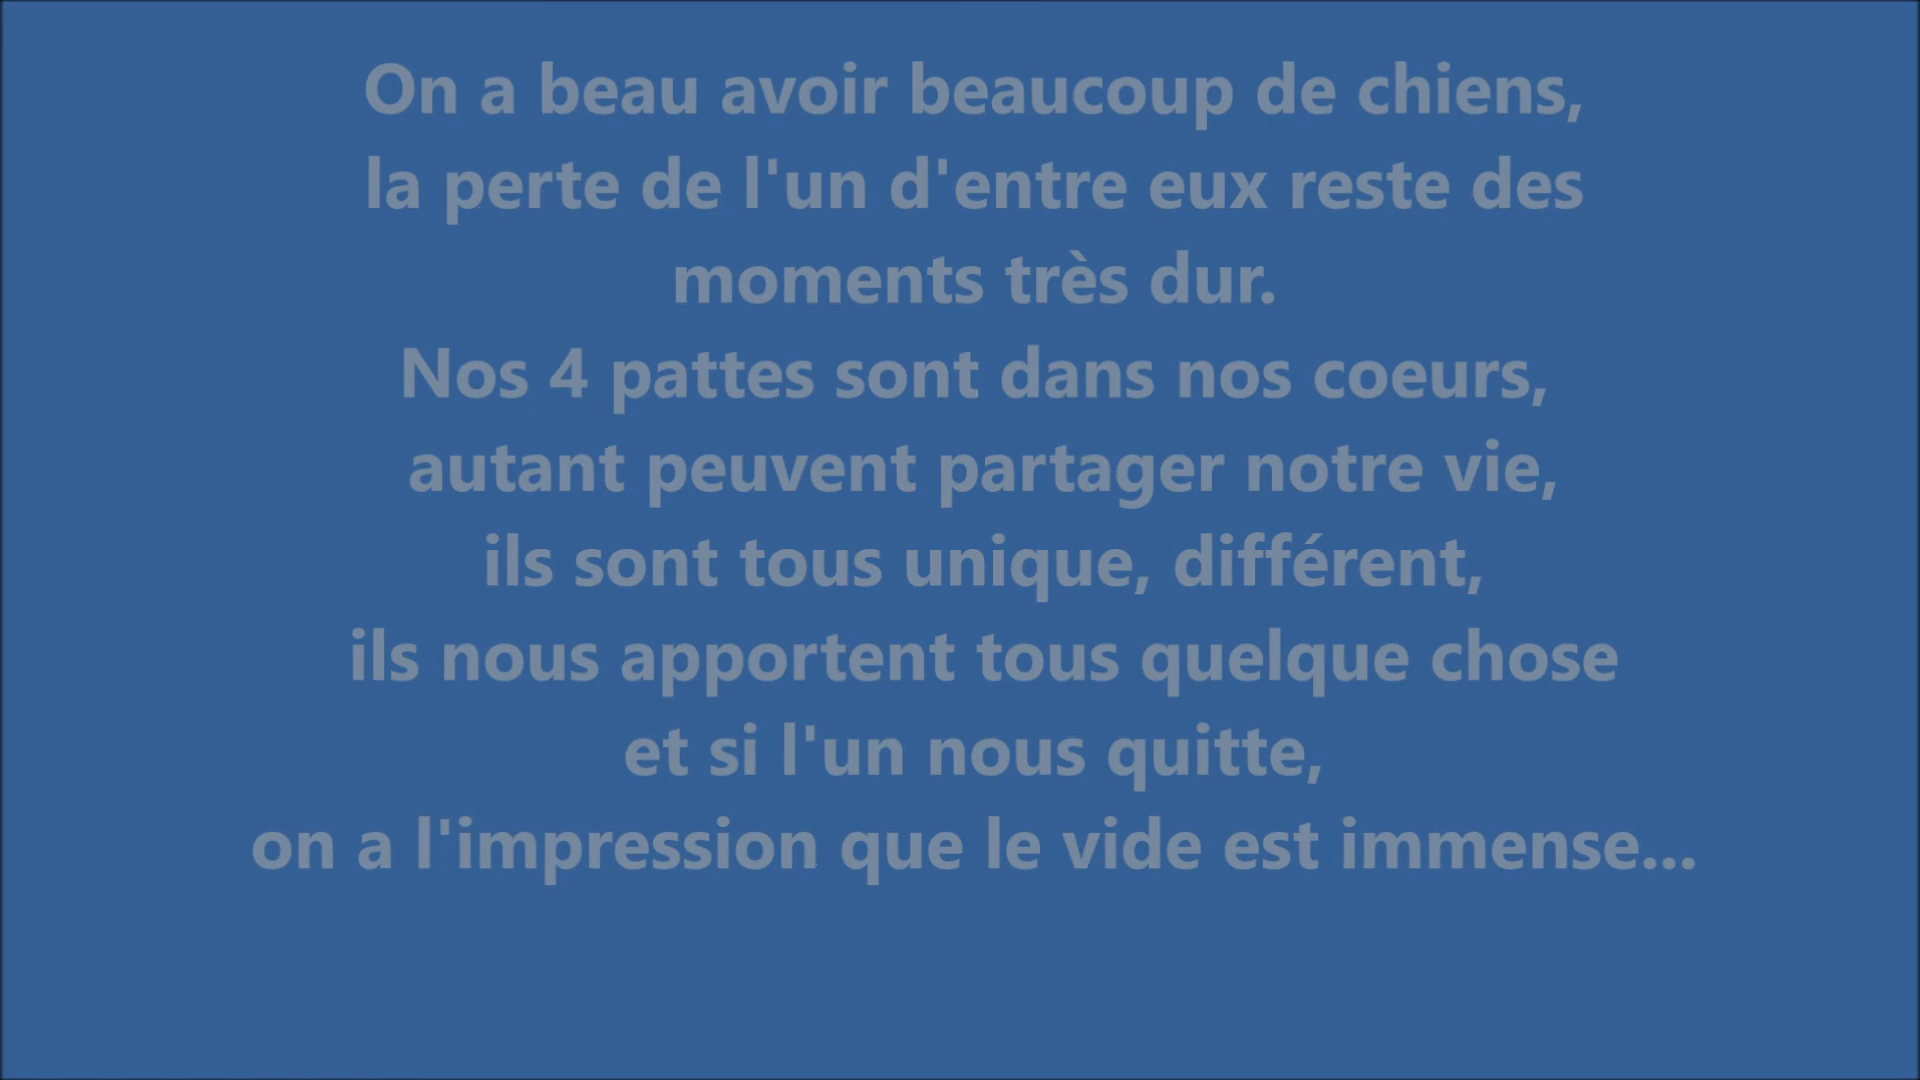 On a beau avoir beaucoup de chiens,
la perte de l'un d'entre eux reste des
moments très dur.
Nos 4 pattes sont dans nos coeurs,
autant peuvent partager notre vie,
ils sont tous unique, différent,
ils nous apportent tous quelque chose
et si l'un nous quitte,
on a l'impression que le vide est immense...